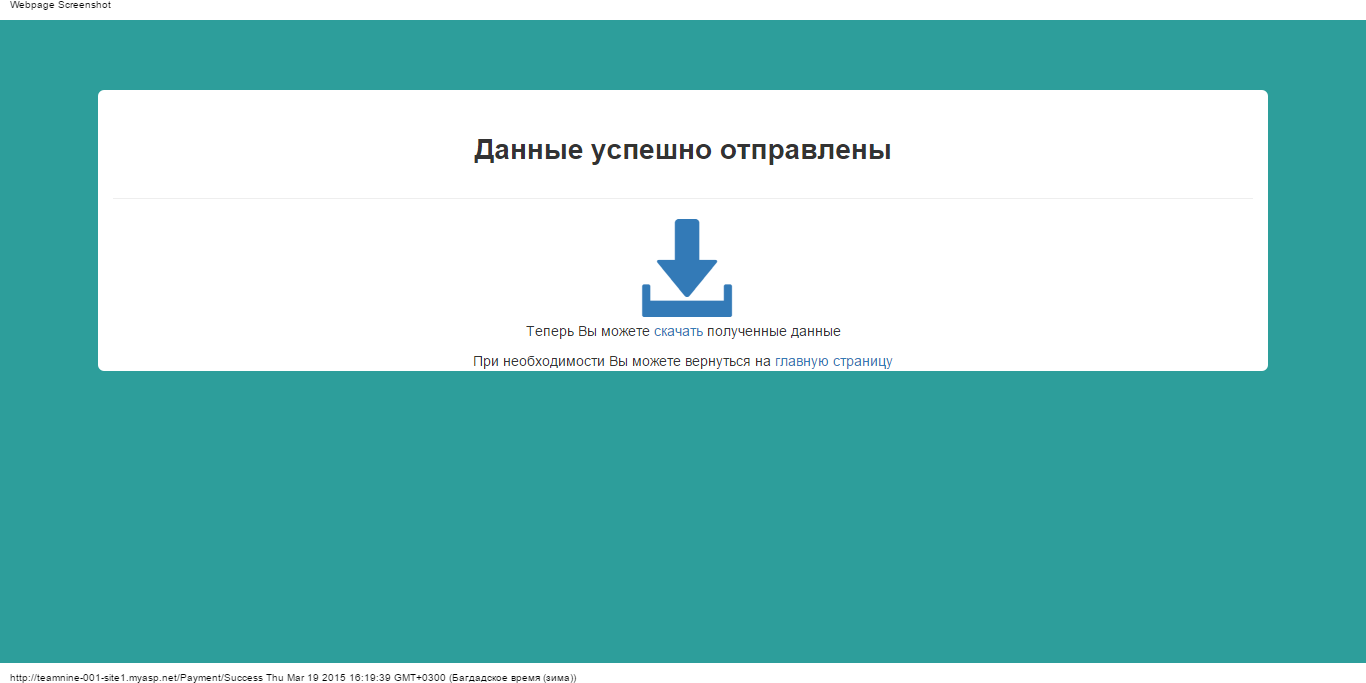 Webpage Screenshot
Данные успешно отправлены
Теперь Вы можете скачать полученные данные
При необходимости Вы можете вернуться на главную страницу
http://teamnine-001-site1.myasp.net/Payment/Success Thu Mar 19 2015 16:19:39 GMT+0300 (Багдадское время (зима))